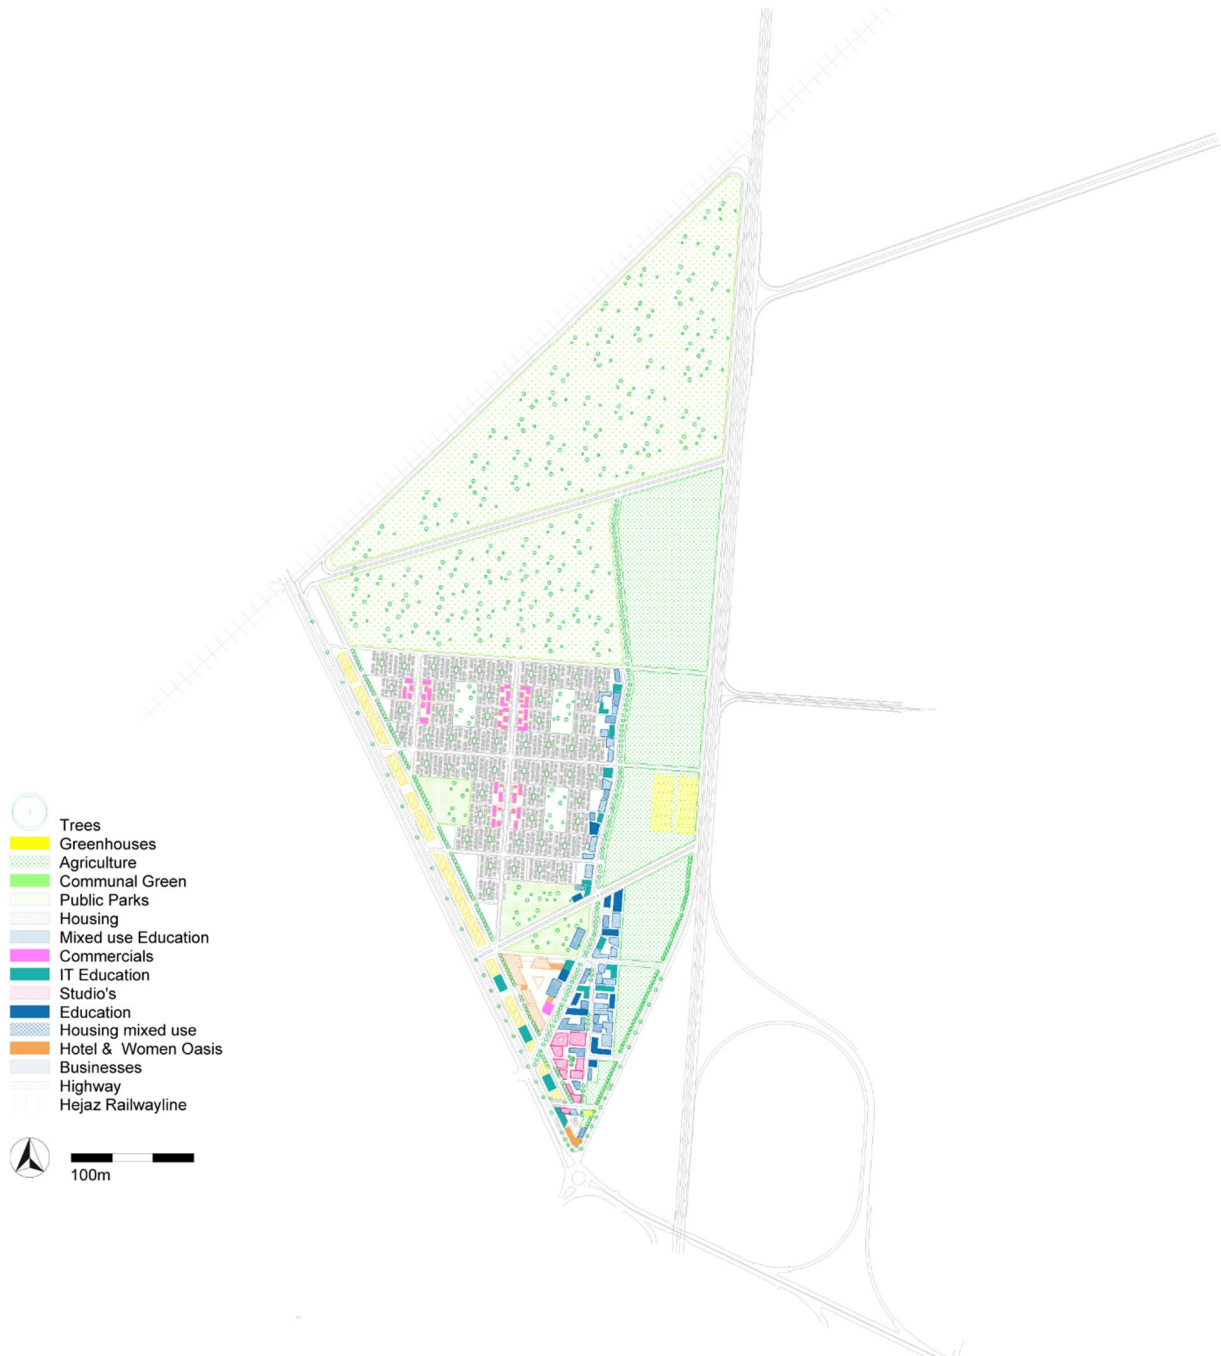 Trees
Greenhouses
Agriculture
Communal Green
Public Parks
Housing
Mixed use Education
Commercials
IT Education
Studio's
Education
Housing mixed use
Hotel & Women Oasis
Businesses
Highway
Hejaz Railwayline
100m